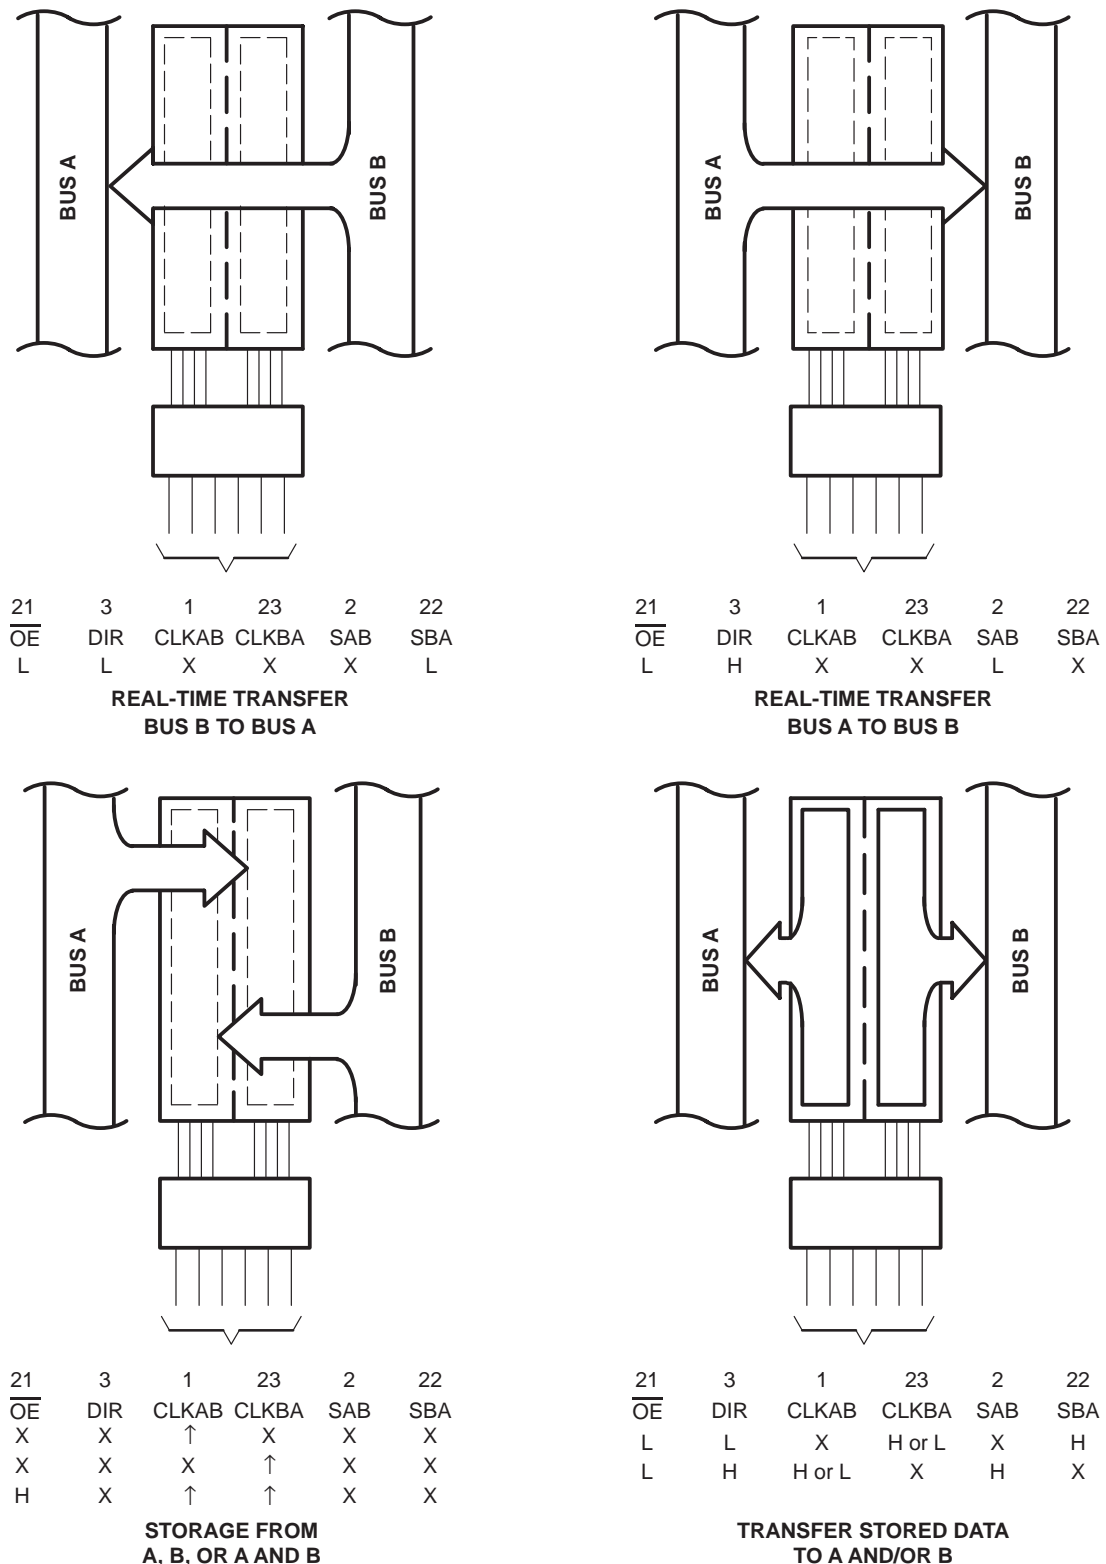 BUS A
BUS B
21 3 1 23 2 22
OE DIR CLKAB CLKBA SAB SBA
L L X X X L
REAL-TIME TRANSFER
BUS B TO BUS A
BUS A
BUS B
21 3 1 23 2 22
OE DIR CLKAB CLKBA SAB SBA
L H X X L X
REAL-TIME TRANSFER
BUS A TO BUS B
BUS A
BUS B
21 3 1 23 2 22
OE DIR CLKAB CLKBA SAB SBA
X X ↑ X X X
X X X ↑ X X
H X ↑ ↑ X X
STORAGE FROM
A, B, OR A AND B
BUS A
BUS B
21 3 1 23 2 22
OE DIR CLKAB CLKBA SAB SBA
L L X H or L X H
L H H or L X H X
TRANSFER STORED DATA
TO A AND/OR B